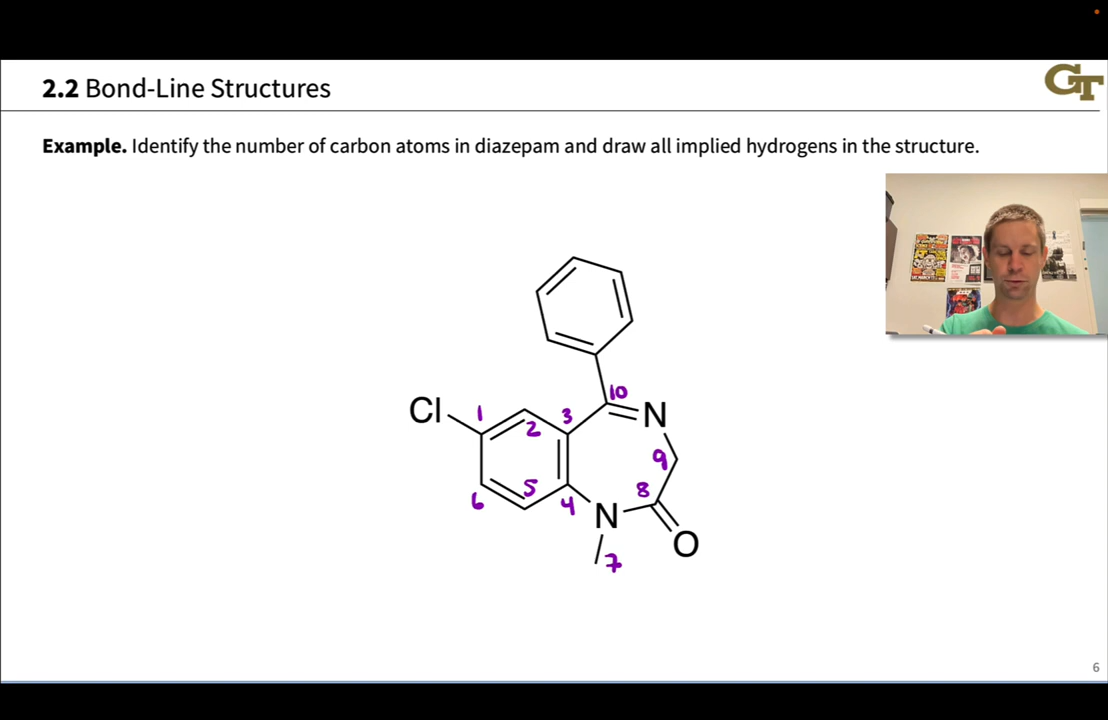 2.2 Bond-Line Structures
GT
Example. Identify the number of carbon atoms in diazepam and draw all implied hydrogens in the structure.
10
Cl
1
2
3
N
9
8
6
5
4
N
O
7
6